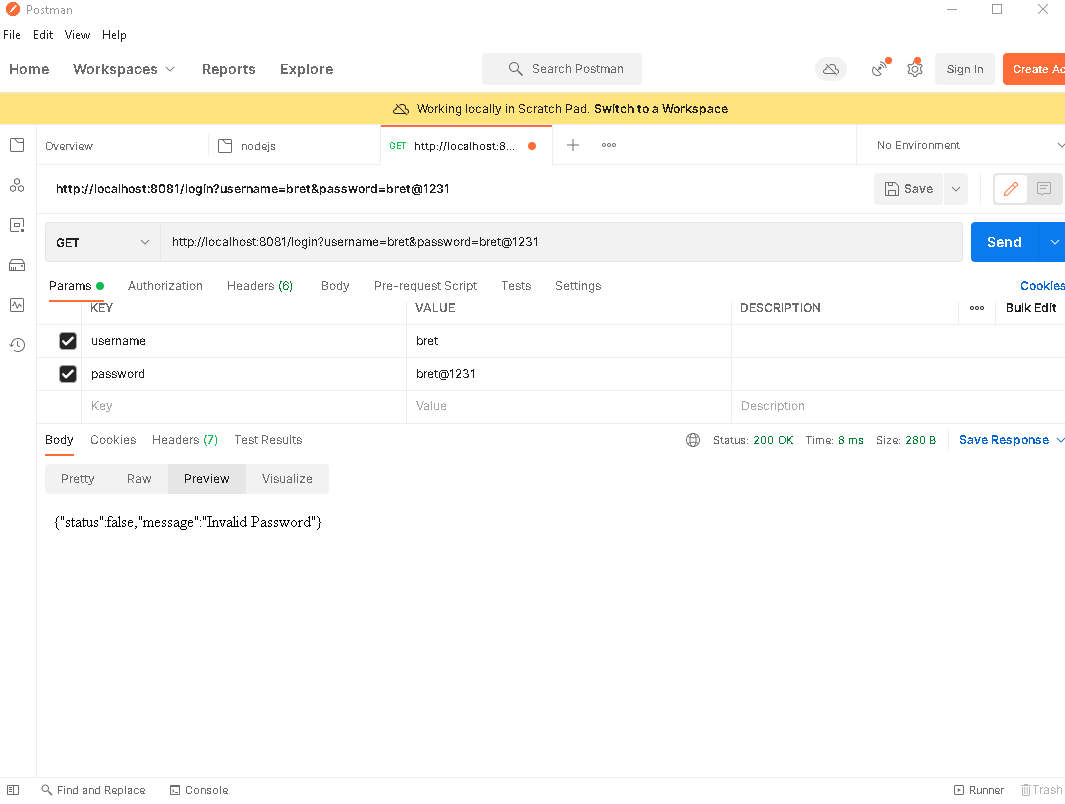 Postman
File Edit View Help
Home Workspaces Reports Explore Search Postman Sign In Create Ac
Working locally in Scratch Pad. Switch to a Workspace
Overview nodejs GET http://localhost:8... No Environment
http://localhost:8081/login?username=bret&password=bret@1231 Save
GET http://localhost:8081/login?username=bret&password=bret@1231 Send
Params Authorization Headers (6) Body Pre-request Script Tests Settings Cookies
KEY VALUE DESCRIPTION Bulk Edit
username bret
password bret@1231
Key Value Description
Body Cookies Headers (7) Test Results Status: 200 OK Time: 8 ms Size: 280 B Save Response
Pretty Raw Preview Visualize
{"status":false,"message":"Invalid Password"}
Find and Replace Console Runner Trash